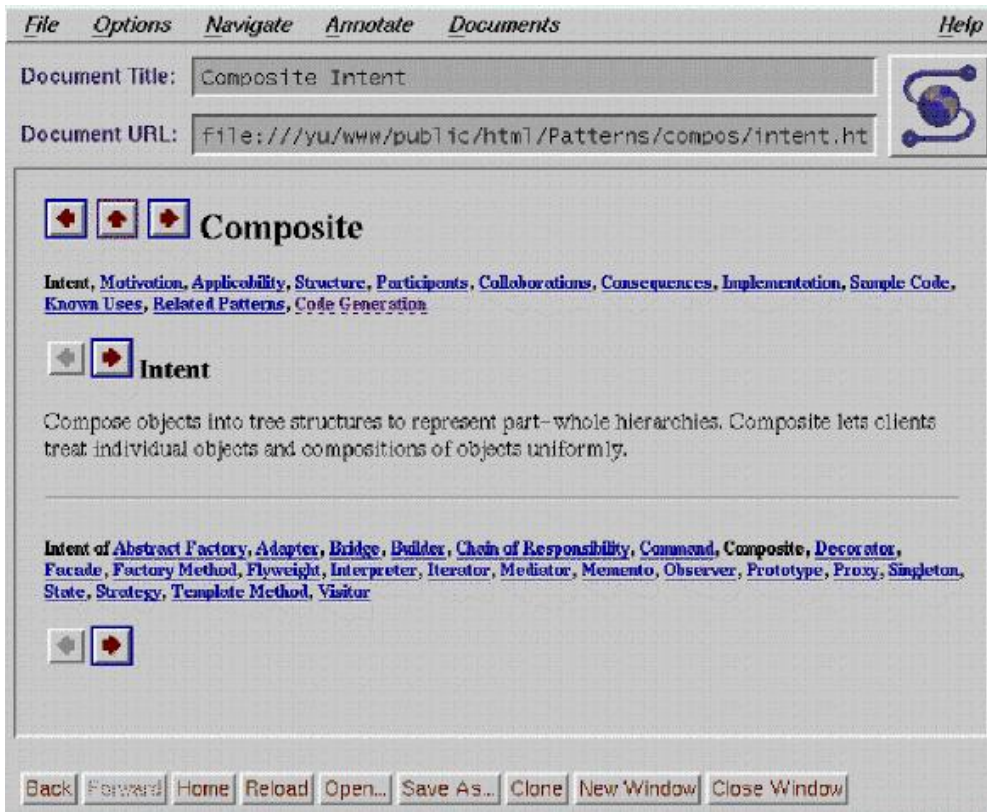 File Options Navigate Annotate Documents Help
Document Title: Composite Intent
Document URL: file:///yu/www/public/html/Patterns/compos/intent.ht
Composite
Intent, Motivation, Applicability, Structure, Participants, Collaborations, Consequences, Implementation, Sample Code,
Known Uses, Related Patterns, Code Generation
Intent
Compose objects into tree structures to represent part-whole hierarchies. Composite lets clients
treat individual objects and compositions of objects uniformly.
Intent of Abstract Factory, Adapter, Bridge, Builder, Chain of Responsibility, Command, Composite, Decorator,
Facade, Factory Method, Flyweight, Interpreter, Iterator, Mediator, Memento, Observer, Prototype, Proxy, Singleton,
State, Strategy, Template Method, Visitor
Back Forward Home Reload Open... Save As... Clone New Window Close Window